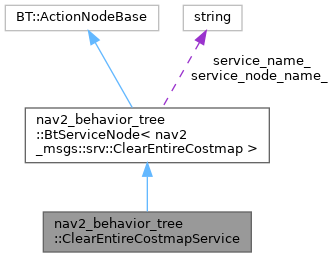 BT::ActionNodeBase
string
service_name_
service_node_name_
nav2_behavior_tree
::BtServiceNode< nav2
_msgs::srv::ClearEntireCostmap >
nav2_behavior_tree
::ClearEntireCostmapService